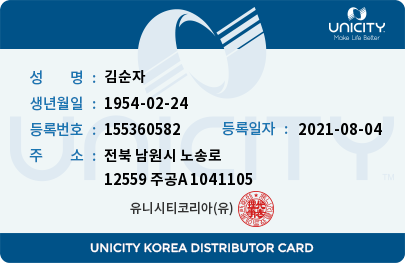 UNICITY
Make Life Better
성 명 : 김순자
생년월일 : 1954-02-24
등록번호 : 155360582 등록일자 : 2021-08-04
주 소 : 전북 남원시 노송로
12559 주공A 1041105
UNICITY
TM
유니시티코리아(유)
UNICITY KOREA DISTRIBUTOR CARD